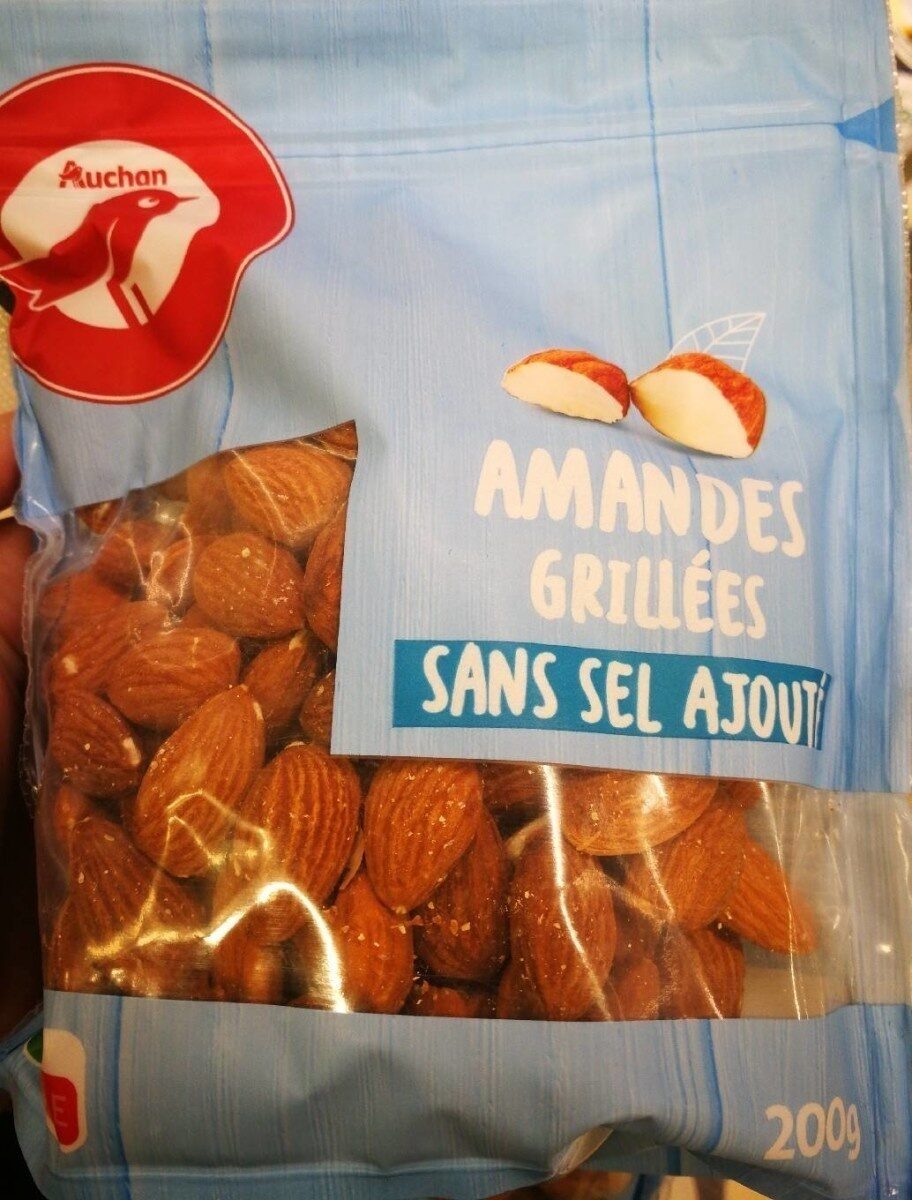 Auchan
AMANDES
GRILLÉES
SANS SEL AJOUTÉ
200g
E